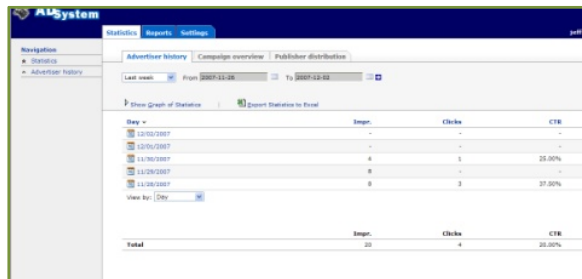 ADSystem
Statistics Reports Settings
jeff
Navigation
Statistics
Advertiser history
Advertiser history Campaign overview Publisher distribution
Last week From 2007-11-26 To 2007-12-02
Show Graph of Statistics Export Statistics to Excel
Day Impr. Clicks CTR
12/02/2007 - - -
12/01/2007 - - -
11/30/2007 4 1 25.00%
11/29/2007 8 - -
11/28/2007 8 3 37.50%
View by: Day
Impr. Clicks CTR
Total 20 4 20.00%